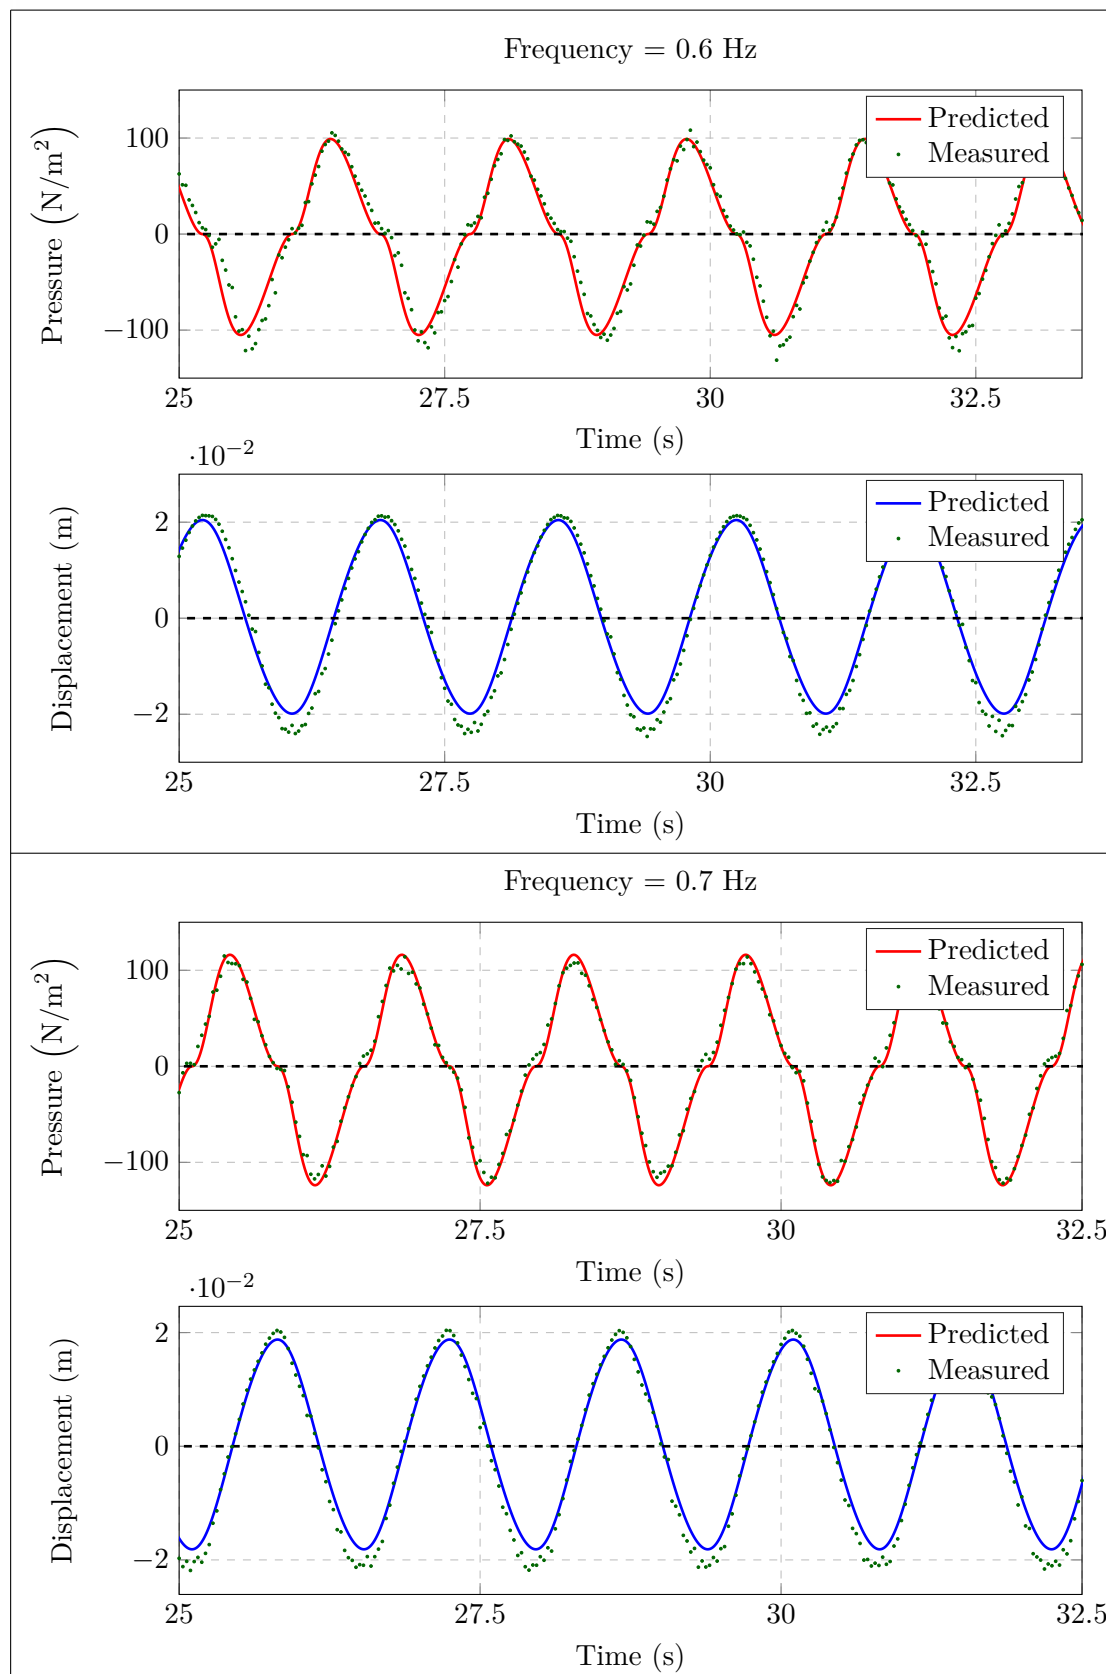 Frequency = 0.6 Hz
Pressure (N/m²)
100
0
−100
Predicted
Measured
25 27.5 30 32.5
Time (s)
·10⁻²
Displacement (m)
2
0
−2
Predicted
Measured
25 27.5 30 32.5
Time (s)
Frequency = 0.7 Hz
Pressure (N/m²)
100
0
−100
Predicted
Measured
25 27.5 30 32.5
Time (s)
·10⁻²
Displacement (m)
2
0
−2
Predicted
Measured
25 27.5 30 32.5
Time (s)